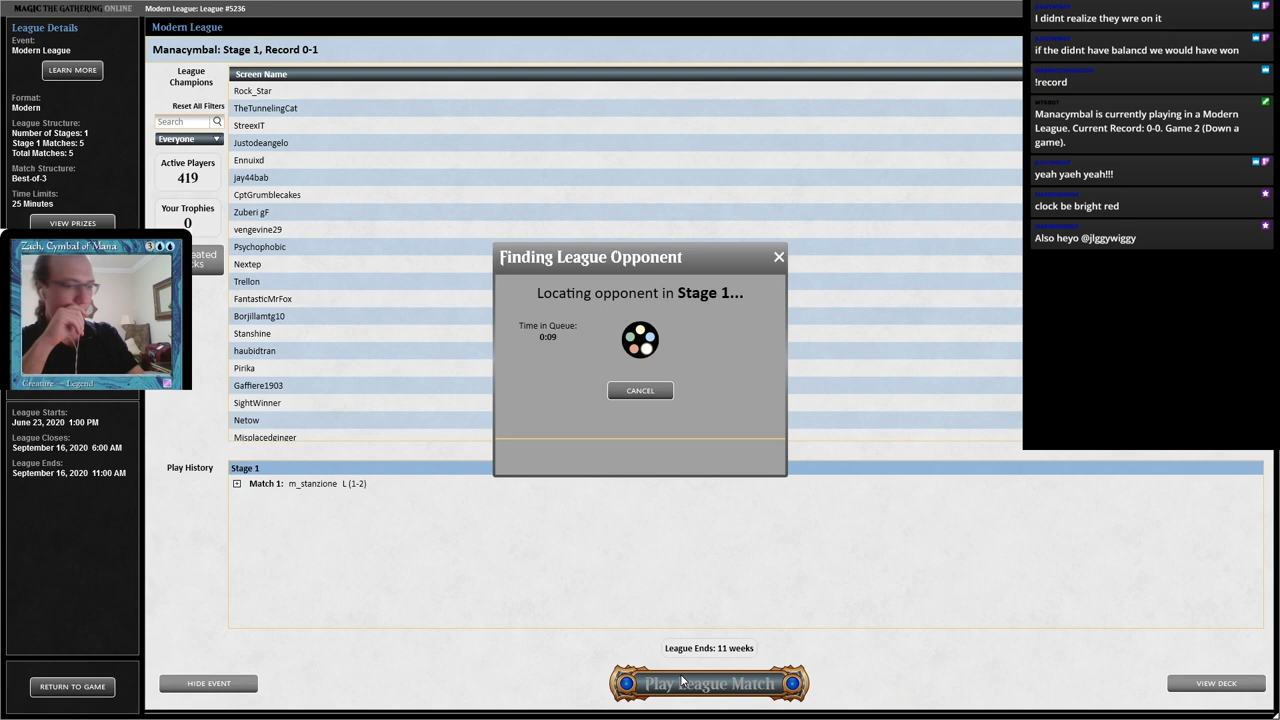 MAGIC THE GATHERING ONLINE
Modern League: League #5236
League Details
Event:
Modern League
LEARN MORE
Format:
Modern
League Structure:
Number of Stages: 1
Stage 1 Matches: 5
Total Matches: 5
Match Structure:
Best-of-3
Time Limits:
25 Minutes
VIEW PRIZES
Zach, Cymbal of Mana
3
Creature — Legend
League Starts:
June 23, 2020 1:00 PM
League Closes:
September 16, 2020 6:00 AM
League Ends:
September 16, 2020 11:00 AM
RETURN TO GAME
Modern League
Manacymbal: Stage 1, Record 0-1
League
Champions
Reset All Filters
Search
Everyone
Active Players
419
Your Trophies
0
Screen Name
Rock_Star
TheTunnelingCat
StreexIT
Justodeangelo
Ennuixd
jay44bab
CptGrumblecakes
Zuberi gF
vengevine29
Psychophobic
Nextep
Trellon
FantasticMrFox
Borjillamtg10
Stanshine
haubidtran
Pirika
Gaffiere1903
SightWinner
Netow
Misplacedginger
Finding League Opponent
Locating opponent in Stage 1...
Time in Queue:
0:09
CANCEL
Play History
Stage 1
Match 1: m_stanzione L (1-2)
League Ends: 11 weeks
HIDE EVENT
Play League Match
VIEW DECK
I didnt realize they wre on it
if the didnt have balancd we would have won
!record
Manacymbal is currently playing in a Modern
League. Current Record: 0-0. Game 2 (Down a
game).
yeah yaeh yeah!!!
clock be bright red
Also heyo @jlggywiggy